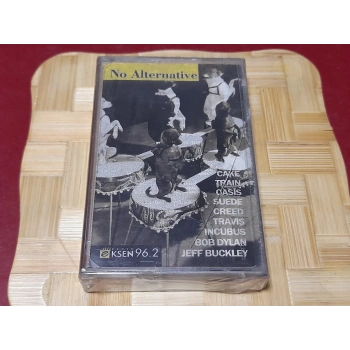 No Alternative
CAKE
TRAIN
OASIS
SUEDE
CREED
TRAVIS
INCUBUS
BOB DYLAN
JEFF BUCKLEY
KSEN 96.2